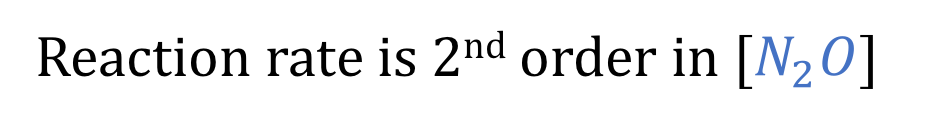 Reaction rate is 2ⁿᵈ order in [N₂O]